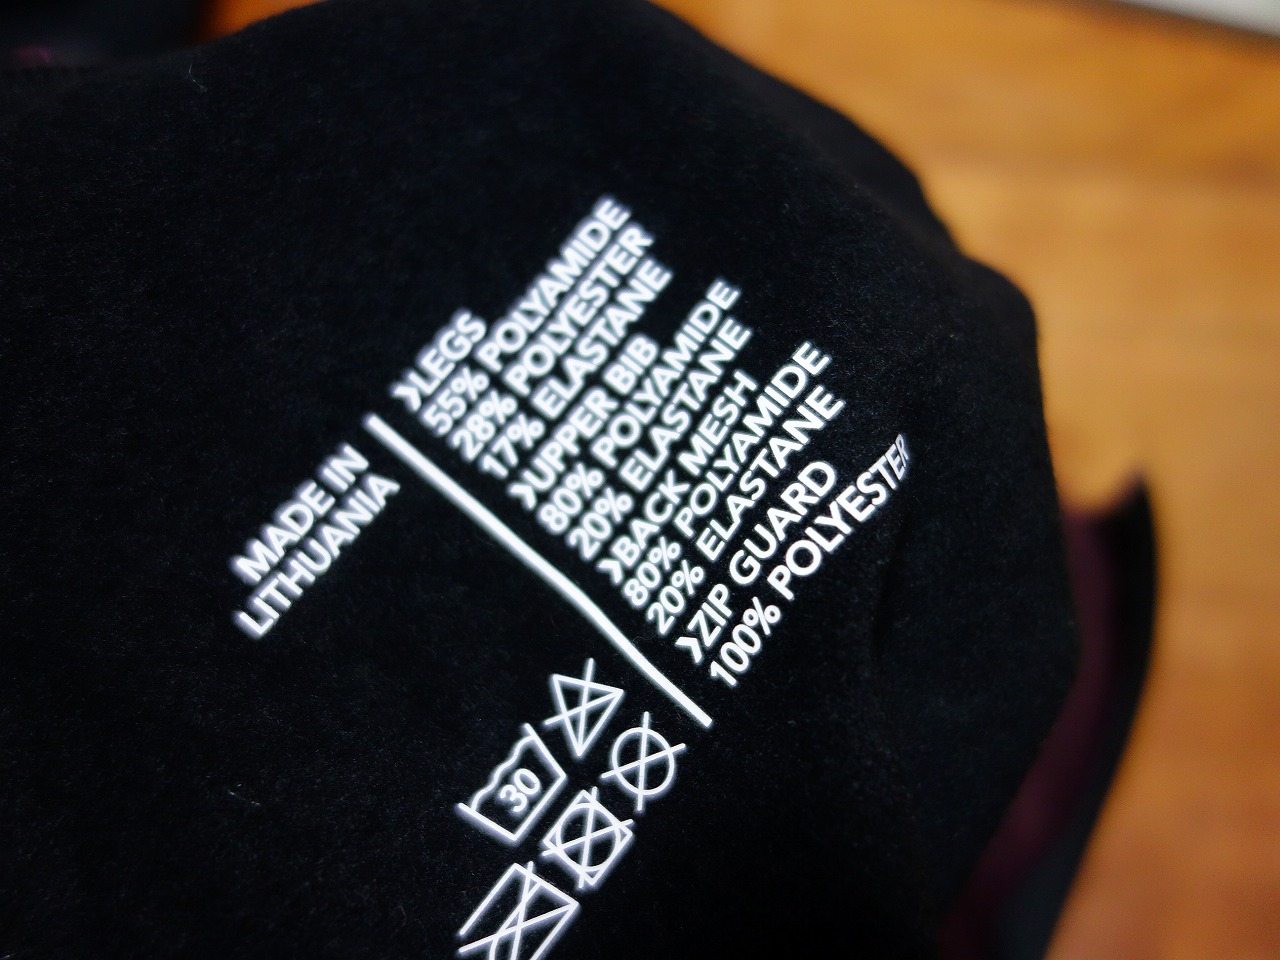 MADE IN
LITHUANIA
>LEGS
55% POLYAMIDE
28% POLYESTER
17% ELASTANE
>UPPER BIB
80% POLYAMIDE
20% ELASTANE
>BACK MESH
80% POLYAMIDE
20% ELASTANE
>ZIP GUARD
100% POLYESTER
30